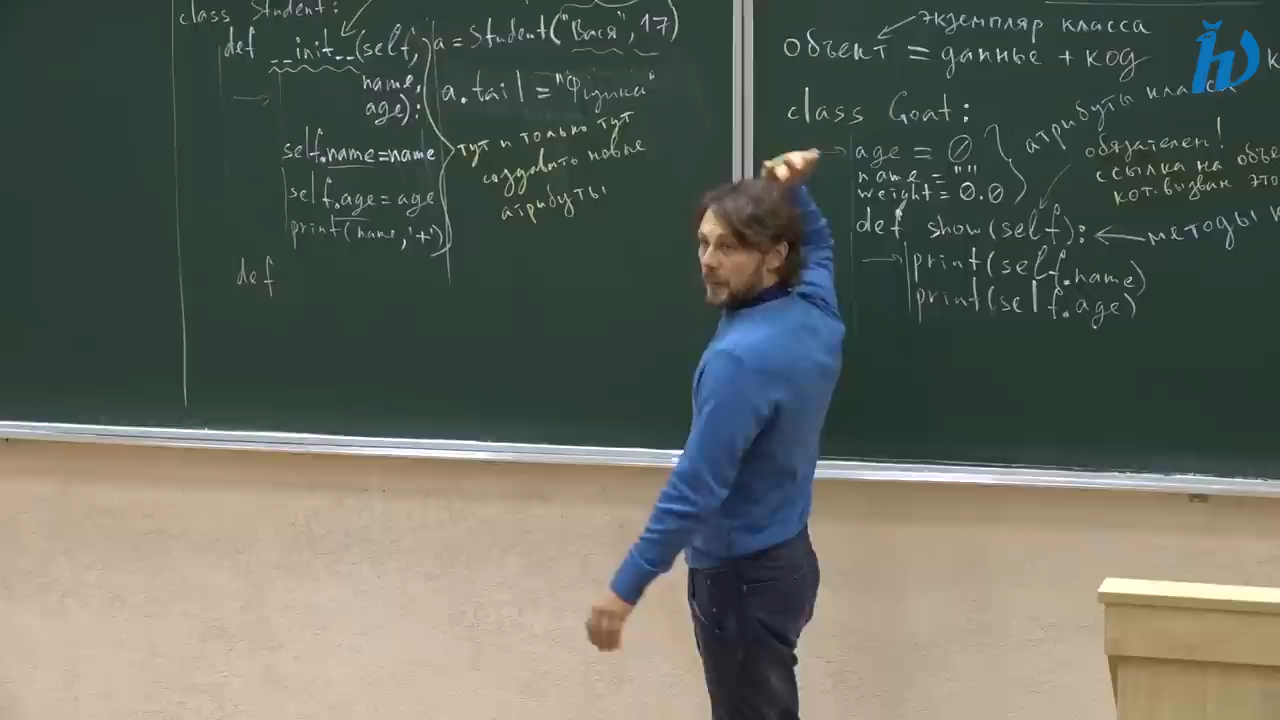 class Student:
def __init__(self,
name,
age):
self.name=name
self.age=age
print(name,'+')
def
a = Student("Вася", 17)
a.tail = "Фі
тут и только тут
создавать новые
атрибуты
экземпляр класса
объект = данные + код
class Goat:
age = 0
name = ""
weight = 0.0
def show(self):
print(self.name)
print(self.age)
атрибуты класса
обязателен!
ссылка на объе
кот.вызван это
методы к